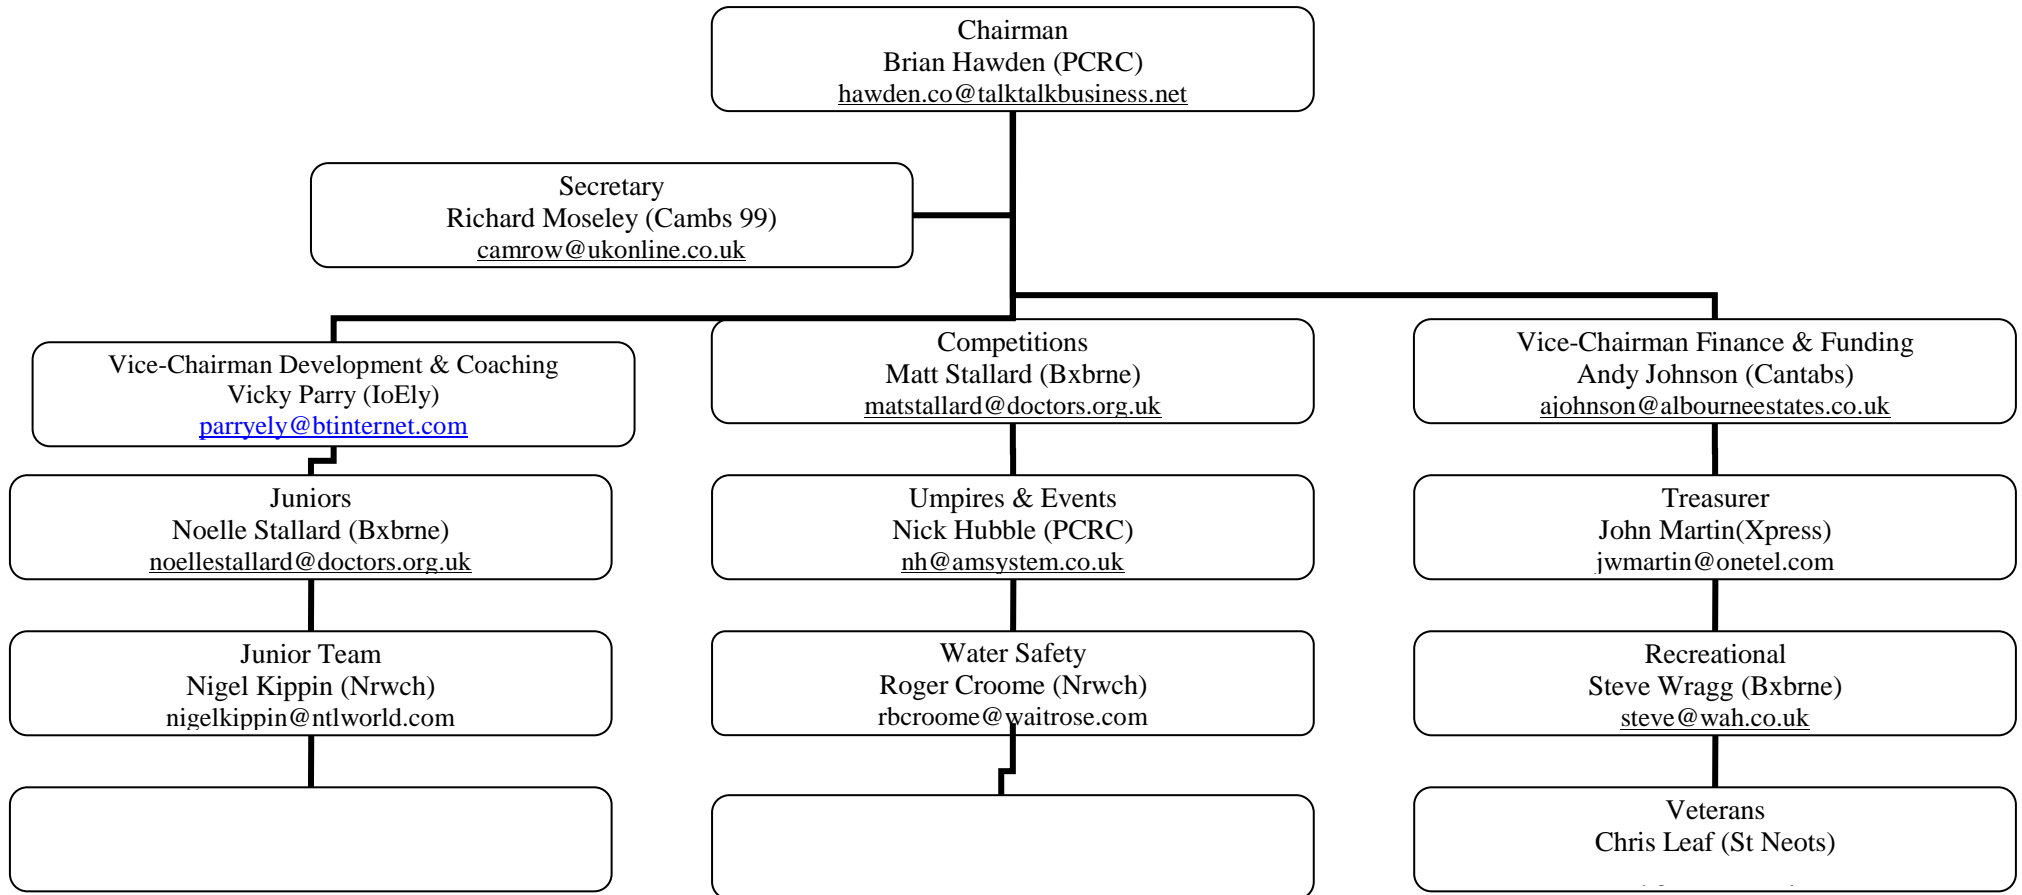 Chairman
Brian Hawden (PCRC)
hawden.co@talktalkbusiness.net
Secretary
Richard Moseley (Cambs 99)
camrow@ukonline.co.uk
Vice-Chairman Development & Coaching
Vicky Parry (IoEly)
parryely@btinternet.com
Competitions
Matt Stallard (Bxbrne)
matstallard@doctors.org.uk
Vice-Chairman Finance & Funding
Andy Johnson (Cantabs)
ajohnson@albourneestates.co.uk
Juniors
Noelle Stallard (Bxbrne)
noellestallard@doctors.org.uk
Umpires & Events
Nick Hubble (PCRC)
nh@amsystem.co.uk
Treasurer
John Martin(Xpress)
jwmartin@onetel.com
Junior Team
Nigel Kippin (Nrwch)
nigelkippin@ntlworld.com
Water Safety
Roger Croome (Nrwch)
rbcroome@waitrose.com
Recreational
Steve Wragg (Bxbrne)
steve@wah.co.uk
Veterans
Chris Leaf (St Neots)